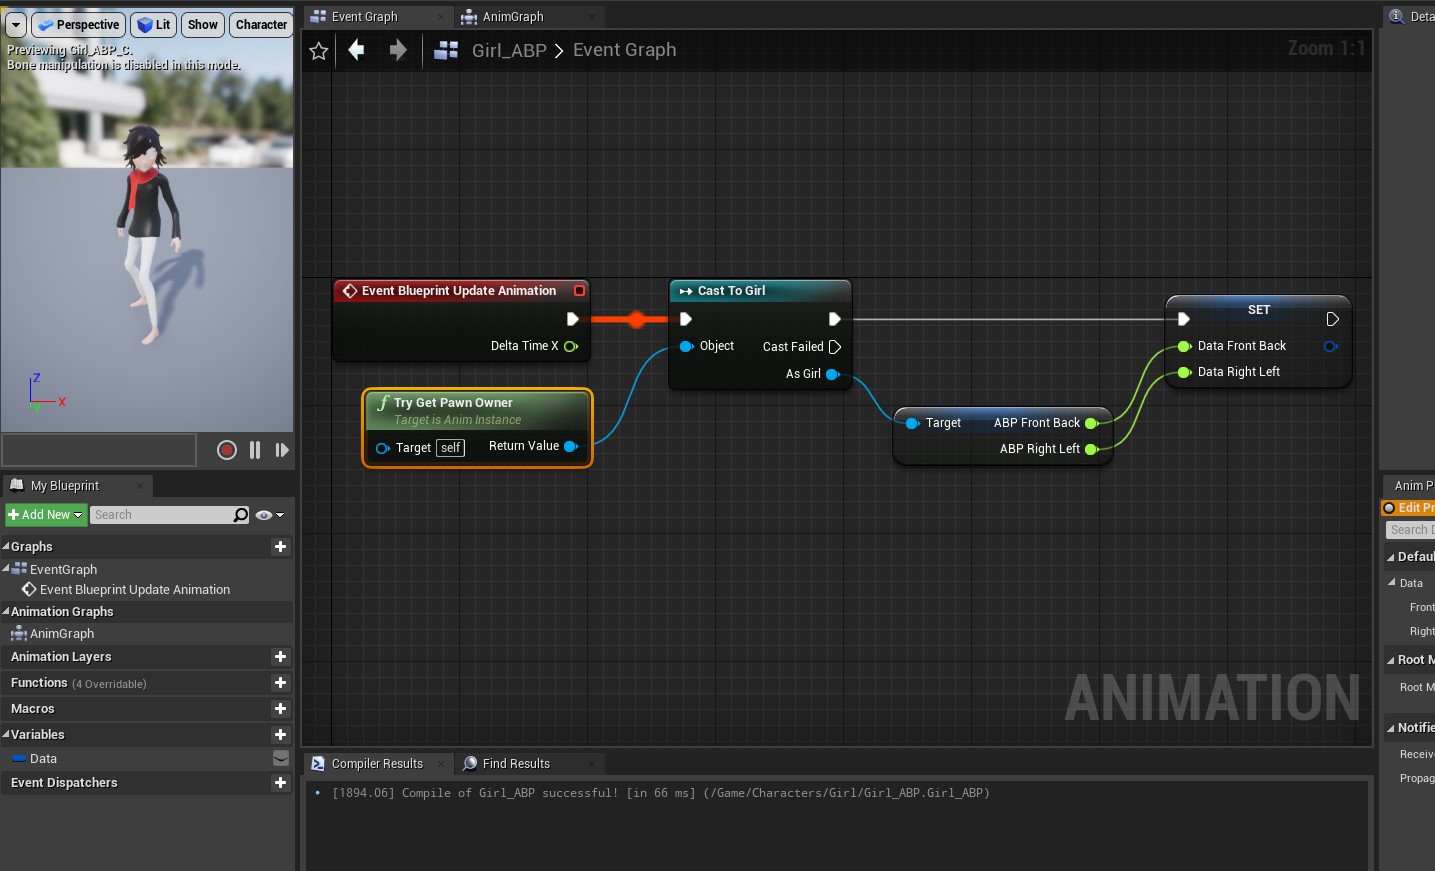 Perspective Lit Show Character
Previewing Girl_ABP_C.
Bone manipulation is disabled in this mode.
Z
X
Y
Event Graph
AnimGraph
Girl_ABP > Event Graph
Zoom 1:1
Event Blueprint Update Animation
Delta Time X
Try Get Pawn Owner
Target is Anim Instance
Target self Return Value
Cast To Girl
Object
Cast Failed
As Girl
Target
ABP Front Back
ABP Right Left
SET
Data Front Back
Data Right Left
ANIMATION
My Blueprint
Add New
Search
Graphs
EventGraph
Event Blueprint Update Animation
Animation Graphs
AnimGraph
Animation Layers
Functions (4 Overridable)
Macros
Variables
Data
Event Dispatchers
Compiler Results
Find Results
[1894.06] Compile of Girl_ABP successful! [in 66 ms] (/Game/Characters/Girl/Girl_ABP.Girl_ABP)
Deta
Anim P
Edit Pr
Search D
Defaul
Data
Front
Right
Root M
Root M
Notifie
Receiv
Propag